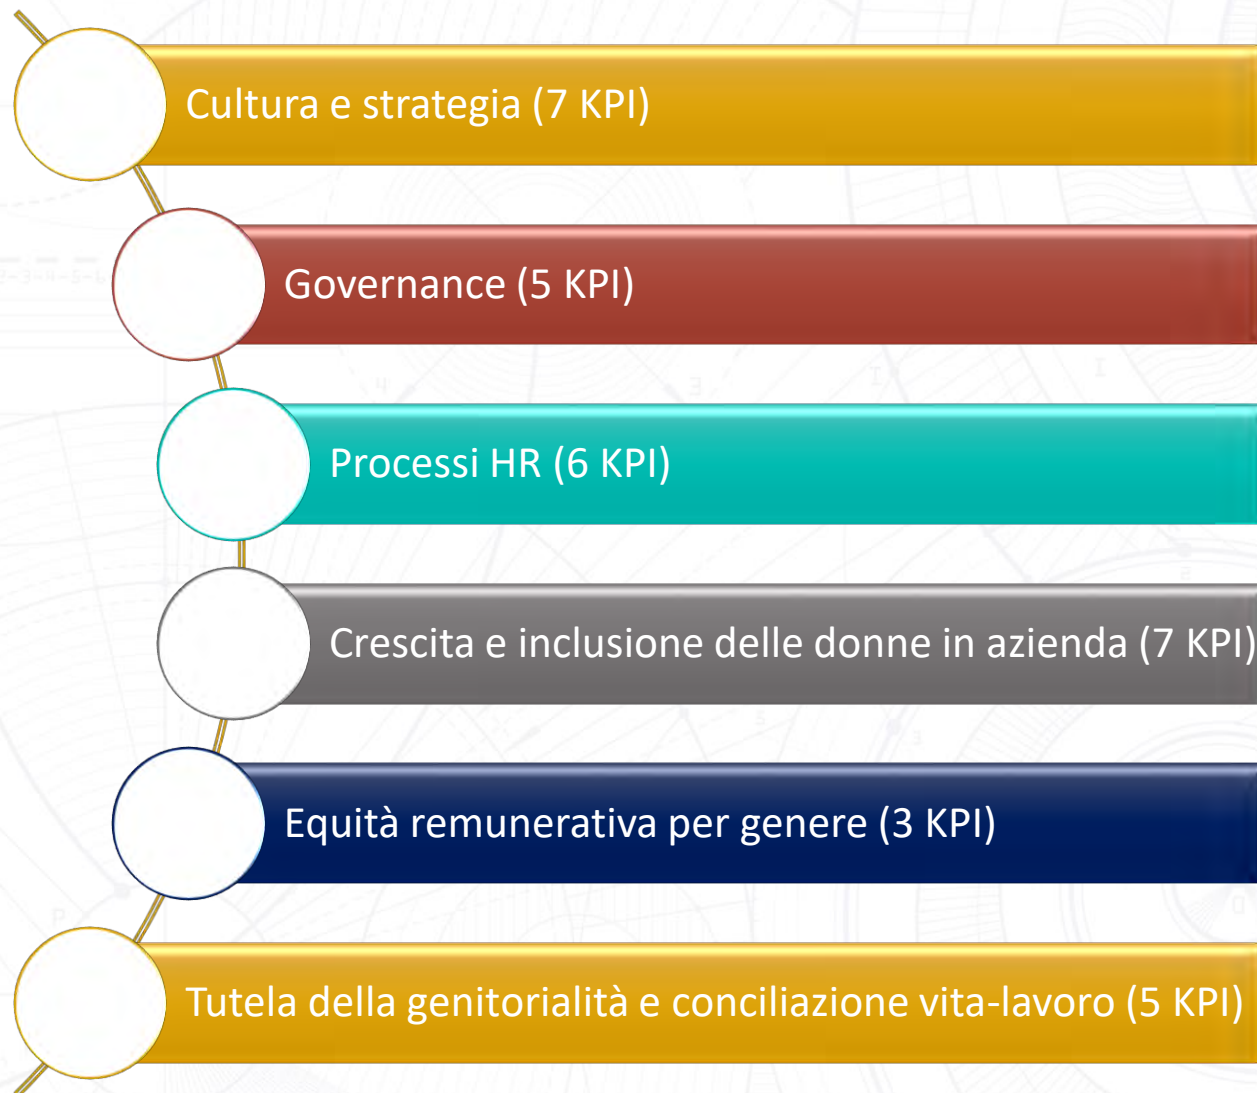 Cultura e strategia (7 KPI)
Governance (5 KPI)
Processi HR (6 KPI)
Crescita e inclusione delle donne in azienda (7 KPI)
Equità remunerativa per genere (3 KPI)
Tutela della genitorialità e conciliazione vita-lavoro (5 KPI)